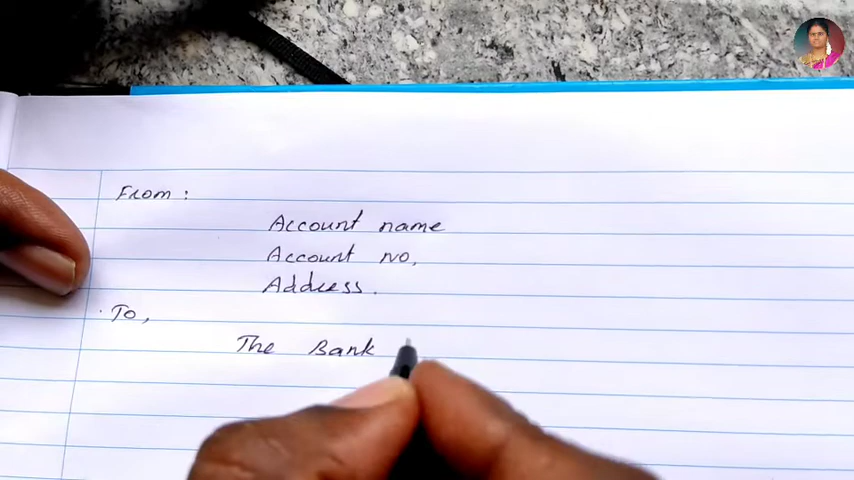 From :
Account name
Account no,
Address.
To,
The Bank